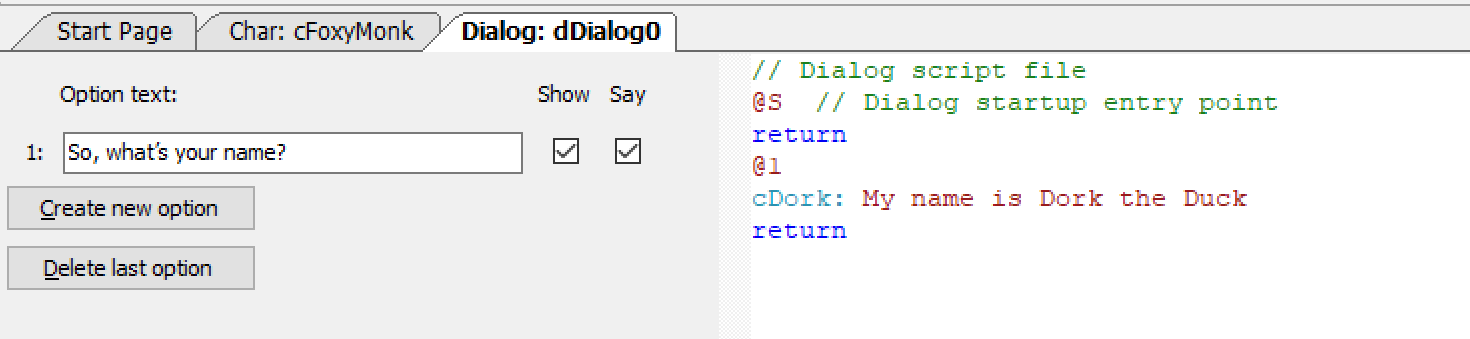 Start Page
Char: cFoxyMonk
Dialog: dDialog0
Option text:
Show Say
1: So, what’s your name?
Create new option
Delete last option
// Dialog script file
@S  // Dialog startup entry point
return
@1
cDork: My name is Dork the Duck
return